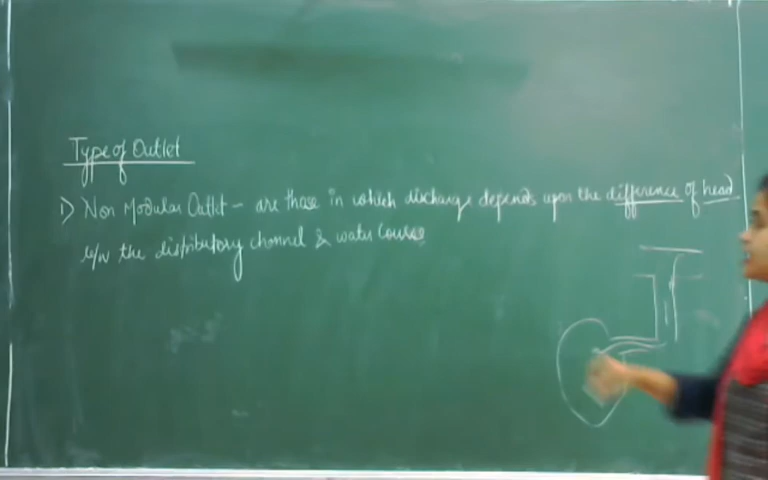 Type of Outlet
1) Non Modular Outlet - are those in which discharge depends upon the difference of head
b/w the distributory channel & water course